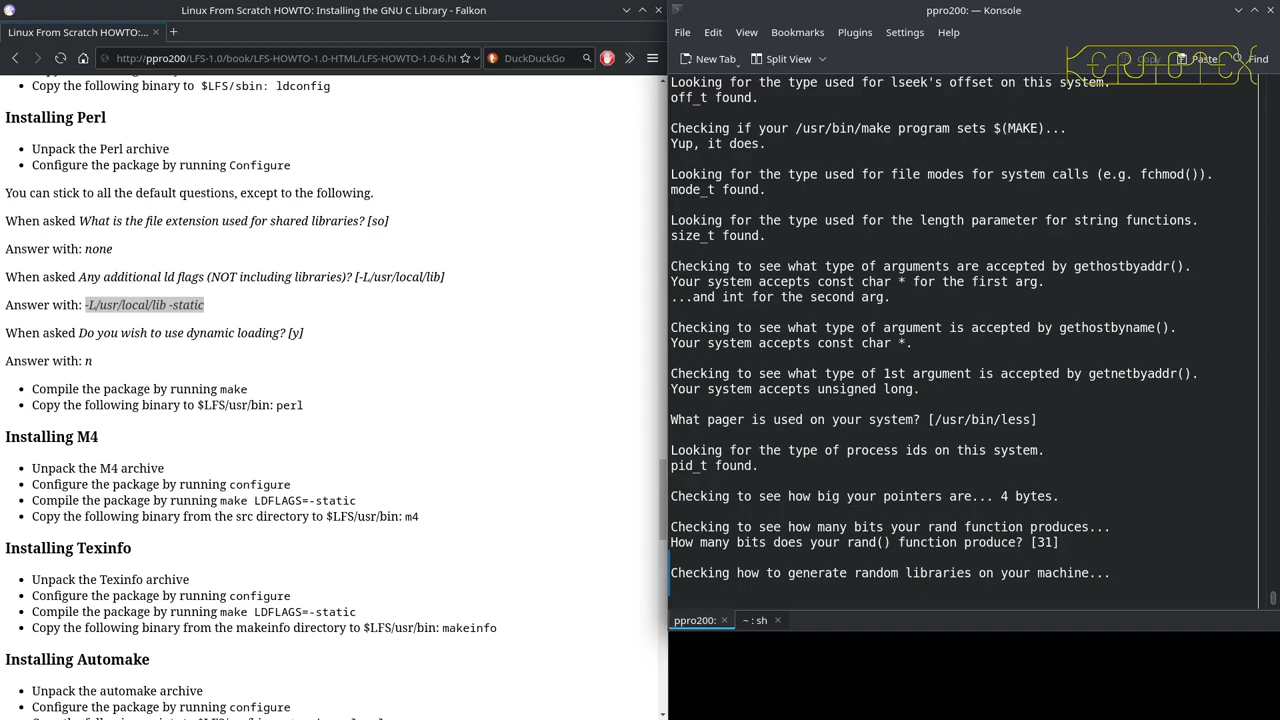 Linux From Scratch HOWTO: Installing the GNU C Library - Falkon
Linux From Scratch HOWTO:...
http://ppro200/LFS-1.0/book/LFS-HOWTO-1.0-HTML/LFS-HOWTO-1.0-6.ht
DuckDuckGo
Copy the following binary to $LFS/sbin: ldconfig
Installing Perl
Unpack the Perl archive
Configure the package by running Configure
You can stick to all the default questions, except to the following.
When asked What is the file extension used for shared libraries? [so]
Answer with: none
When asked Any additional ld flags (NOT including libraries)? [-L/usr/local/lib]
Answer with: -L/usr/local/lib -static
When asked Do you wish to use dynamic loading? [y]
Answer with: n
Compile the package by running make
Copy the following binary to $LFS/usr/bin: perl
Installing M4
Unpack the M4 archive
Configure the package by running configure
Compile the package by running make LDFLAGS=-static
Copy the following binary from the src directory to $LFS/usr/bin: m4
Installing Texinfo
Unpack the Texinfo archive
Configure the package by running configure
Compile the package by running make LDFLAGS=-static
Copy the following binary from the makeinfo directory to $LFS/usr/bin: makeinfo
Installing Automake
Unpack the automake archive
Configure the package by running configure
ppro200: — Konsole
File Edit View Bookmarks Plugins Settings Help
New Tab Split View Copy Paste Find
Looking for the type used for lseek's offset on this system.
off_t found.
Checking if your /usr/bin/make program sets $(MAKE)...
Yup, it does.
Looking for the type used for file modes for system calls (e.g. fchmod()).
mode_t found.
Looking for the type used for the length parameter for string functions.
size_t found.
Checking to see what type of arguments are accepted by gethostbyaddr().
Your system accepts const char * for the first arg.
...and int for the second arg.
Checking to see what type of argument is accepted by gethostbyname().
Your system accepts const char *.
Checking to see what type of 1st argument is accepted by getnetbyaddr().
Your system accepts unsigned long.
What pager is used on your system? [/usr/bin/less]
Looking for the type of process ids on this system.
pid_t found.
Checking to see how big your pointers are... 4 bytes.
Checking to see how many bits your rand function produces...
How many bits does your rand() function produce? [31]
Checking how to generate random libraries on your machine...
ppro200:
~ : sh